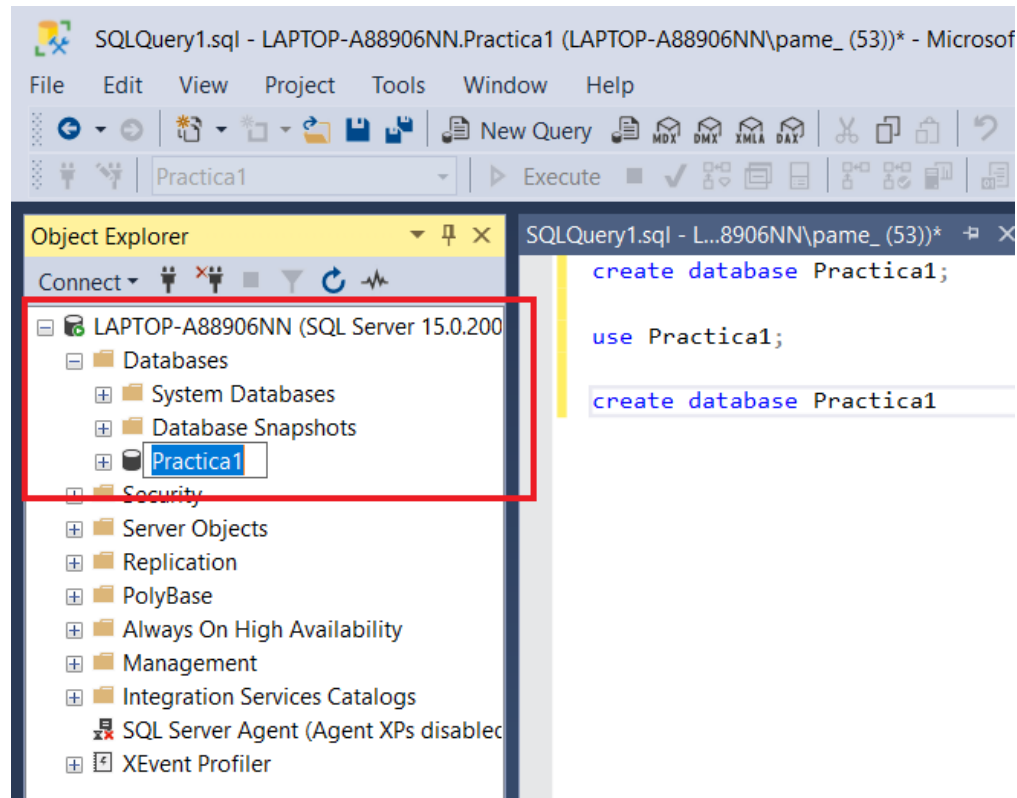 SQLQuery1.sql - LAPTOP-A88906NN.Practica1 (LAPTOP-A88906NN\pame_ (53))* - Microsof
File Edit View Project Tools Window Help
New Query MDX DMX XMLA DAX
Practica1 Execute
Object Explorer
Connect
LAPTOP-A88906NN (SQL Server 15.0.200
Databases
System Databases
Database Snapshots
Practica1
Security
Server Objects
Replication
PolyBase
Always On High Availability
Management
Integration Services Catalogs
SQL Server Agent (Agent XPs disabled
XEvent Profiler
SQLQuery1.sql - L...8906NN\pame_ (53))*
create database Practica1;
use Practica1;
create database Practica1